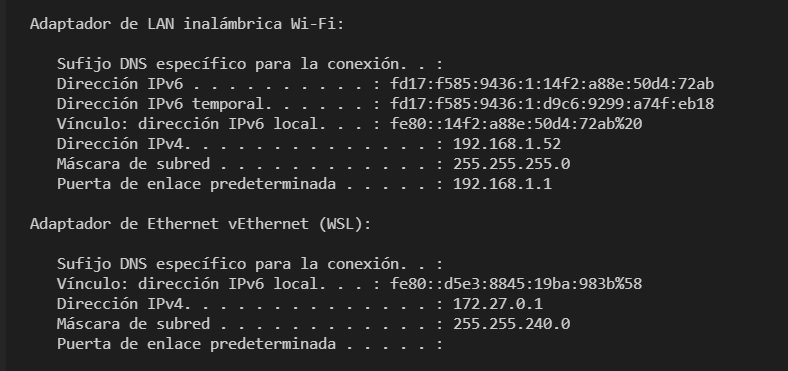 Adaptador de LAN inalámbrica Wi-Fi:
Sufijo DNS específico para la conexión. . :
Dirección IPv6 . . . . . . . . . . : fd17:f585:9436:1:14f2:a88e:50d4:72ab
Dirección IPv6 temporal. . . . . . : fd17:f585:9436:1:d9c6:9299:a74f:eb18
Vínculo: dirección IPv6 local. . . : fe80::14f2:a88e:50d4:72ab%20
Dirección IPv4. . . . . . . . . . . . . . : 192.168.1.52
Máscara de subred . . . . . . . . . . . . : 255.255.255.0
Puerta de enlace predeterminada . . . . . : 192.168.1.1
Adaptador de Ethernet vEthernet (WSL):
Sufijo DNS específico para la conexión. . :
Vínculo: dirección IPv6 local. . . : fe80::d5e3:8845:19ba:983b%58
Dirección IPv4. . . . . . . . . . . . . . : 172.27.0.1
Máscara de subred . . . . . . . . . . . . : 255.255.240.0
Puerta de enlace predeterminada . . . . . :